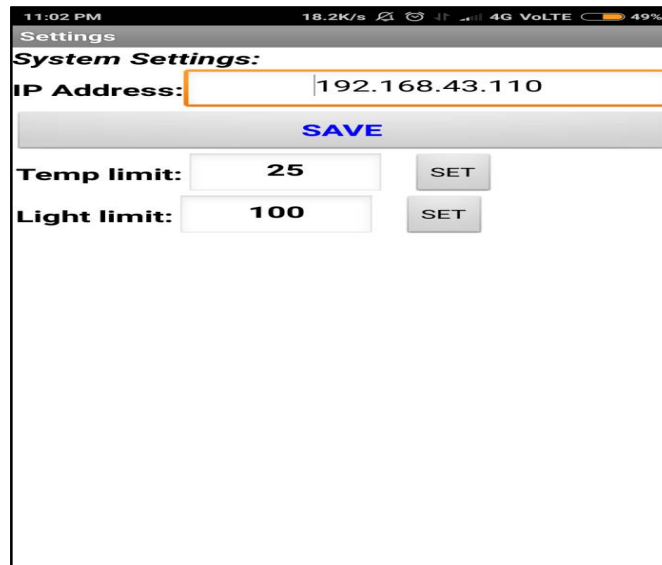 11:02 PM 18.2K/s 4G VoLTE 49%
Settings
System Settings:
IP Address: 192.168.43.110
SAVE
Temp limit: 25 SET
Light limit: 100 SET